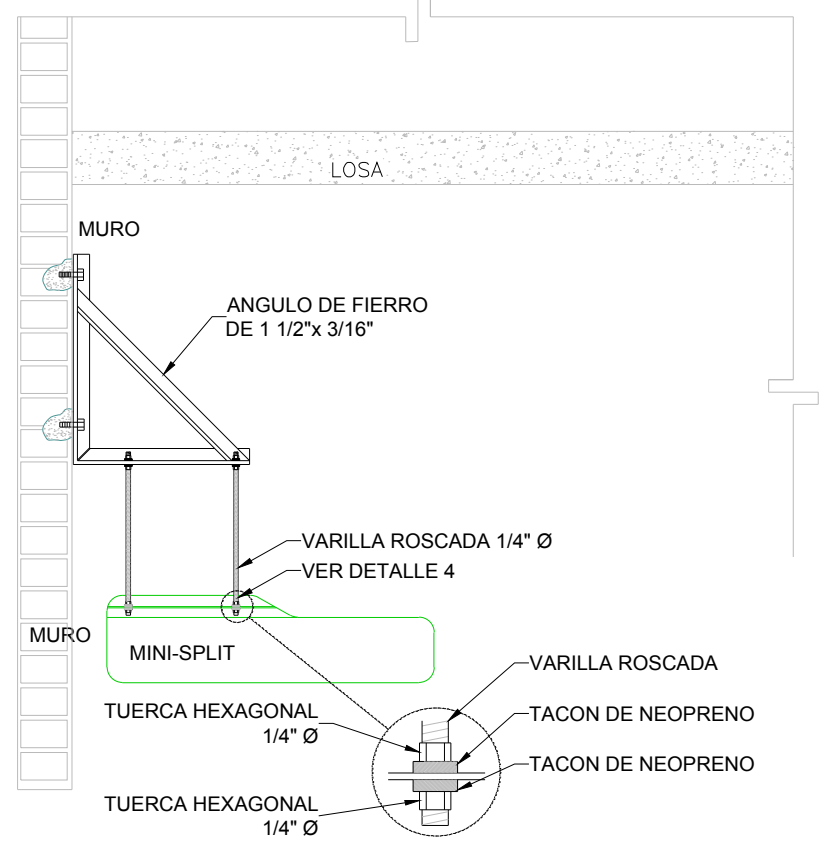 LOSA
MURO
ANGULO DE FIERRO
DE 1 1/2"x 3/16"
VARILLA ROSCADA 1/4" Ø
VER DETALLE 4
MURO
MINI-SPLIT
VARILLA ROSCADA
TUERCA HEXAGONAL
1/4" Ø
TACON DE NEOPRENO
TACON DE NEOPRENO
TUERCA HEXAGONAL
1/4" Ø